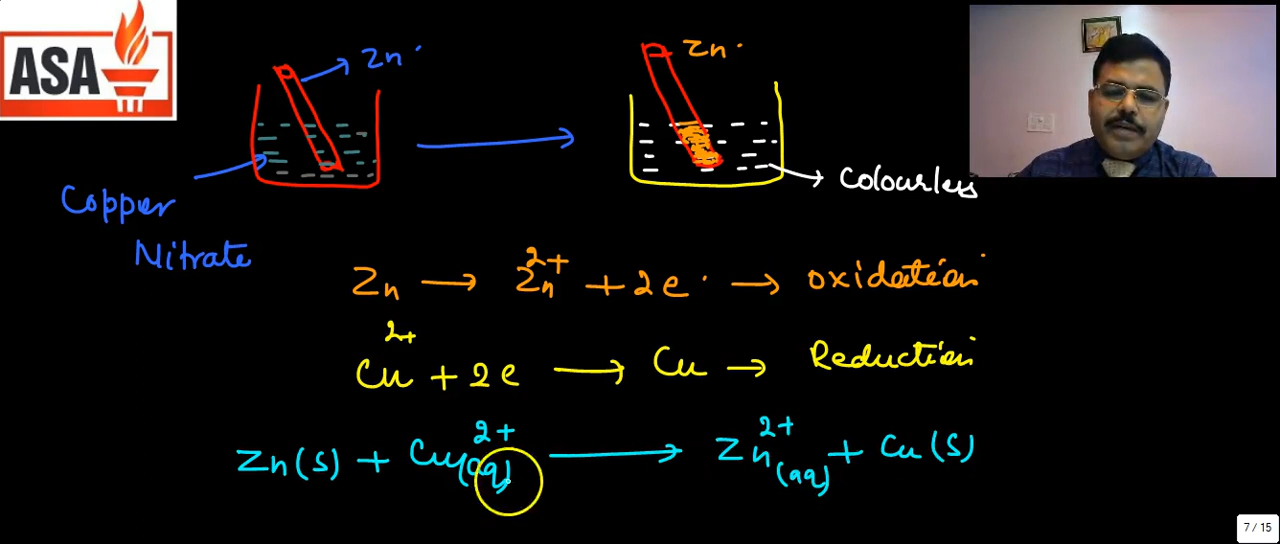 ASA
Zn
Zn
Copper
Nitrate
Colourless
Zn → Zn²⁺ + 2e⁻ → oxidation
Cu²⁺ + 2e → Cu → Reduction
Zn(s) + Cu²⁺(aq) → Zn²⁺(aq) + Cu(s)
7 / 15